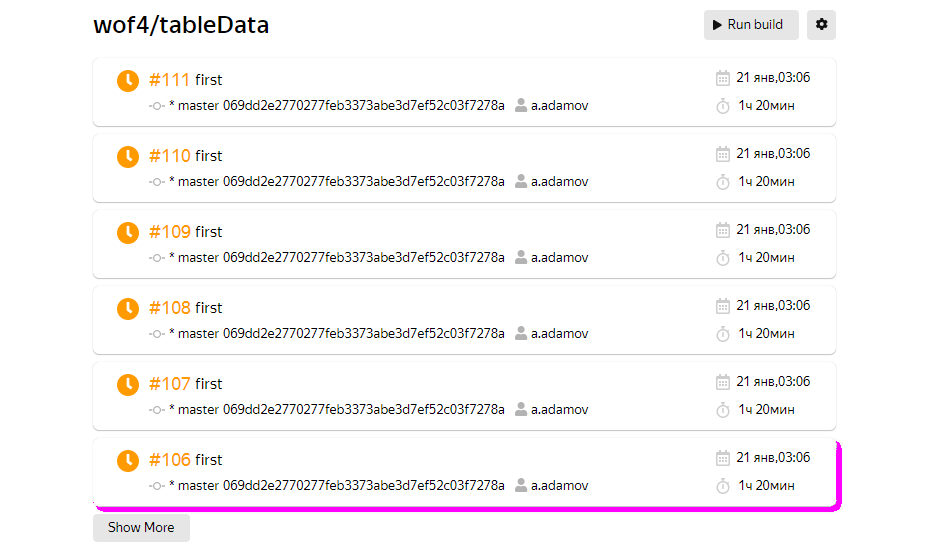 wof4/tableData
Run build
#111 first
21 янв,03:06
* master 069dd2e2770277feb3373abe3d7ef52c03f7278a a.adamov
1ч 20мин
#110 first
21 янв,03:06
* master 069dd2e2770277feb3373abe3d7ef52c03f7278a a.adamov
1ч 20мин
#109 first
21 янв,03:06
* master 069dd2e2770277feb3373abe3d7ef52c03f7278a a.adamov
1ч 20мин
#108 first
21 янв,03:06
* master 069dd2e2770277feb3373abe3d7ef52c03f7278a a.adamov
1ч 20мин
#107 first
21 янв,03:06
* master 069dd2e2770277feb3373abe3d7ef52c03f7278a a.adamov
1ч 20мин
#106 first
21 янв,03:06
* master 069dd2e2770277feb3373abe3d7ef52c03f7278a a.adamov
1ч 20мин
Show More